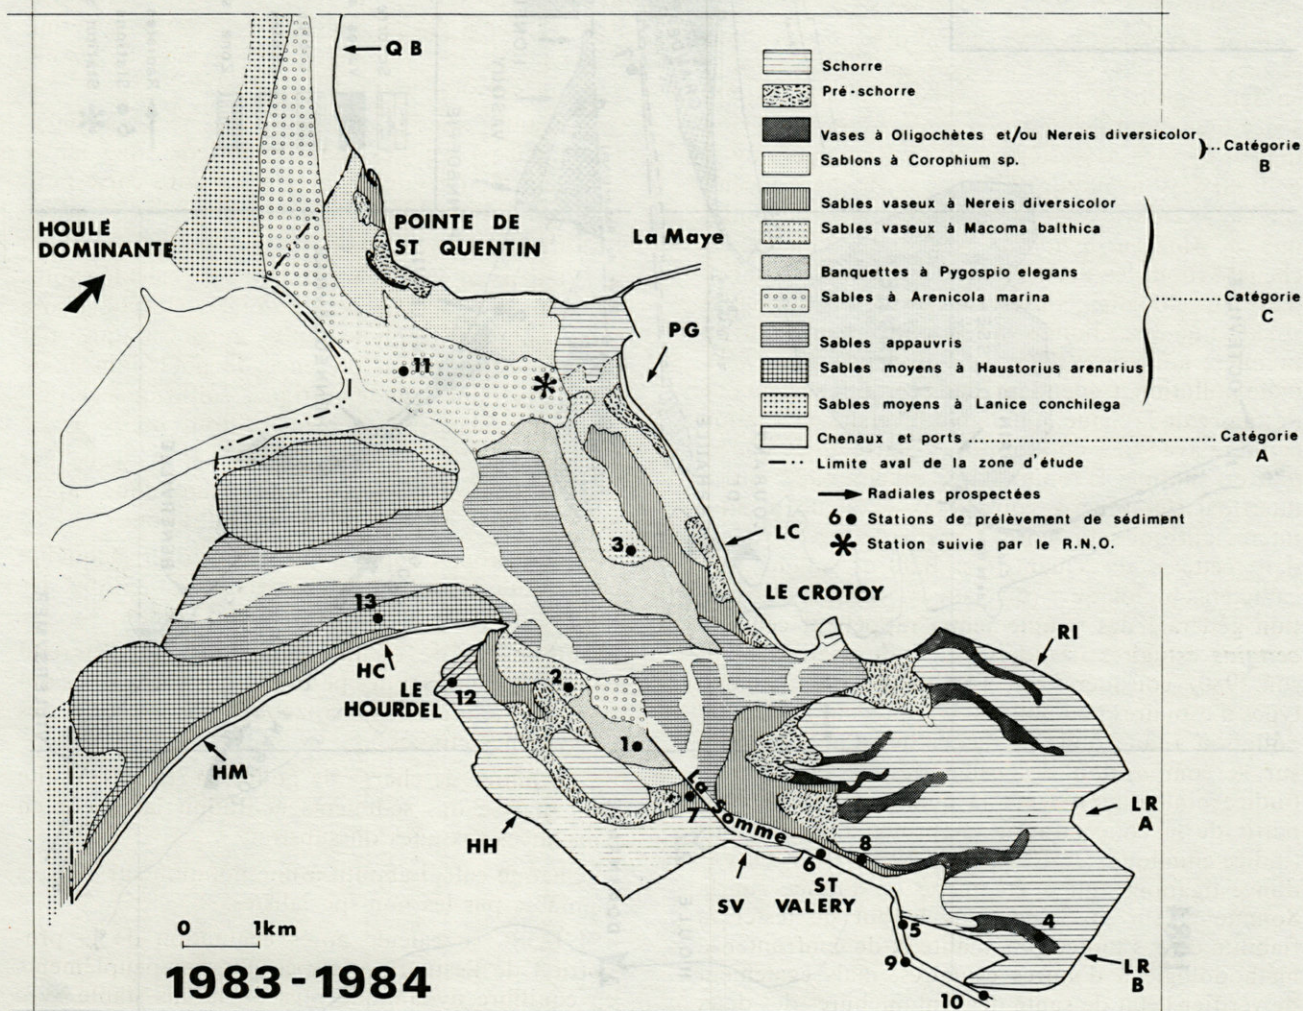 QB
Schorre
Pré-schorre
Vases à Oligochètes et/ou Nereis diversicolor
Sablons à Corophium sp.
}... Catégorie
B
Sables vaseux à Nereis diversicolor
Sables vaseux à Macoma balthica
Banquettes à Pygospio elegans
Sables à Arenicola marina
Sables appauvris
Sables moyens à Haustorius arenarius
Sables moyens à Lanice conchilega
............ Catégorie
C
Chenaux et ports ............................ Catégorie
A
Limite aval de la zone d'étude
Radiales prospectées
6 Stations de prélèvement de sédiment
Station suivie par le R.N.O.
HOULE
DOMINANTE
POINTE DE
ST QUENTIN
La Maye
PG
11
3
LC
LE CROTOY
RI
13
HC
LE
HOURDEL
12
2
1
HM
HH
7
La Somme
6
8
SV
ST
VALERY
LR
A
5
4
9
10
LR
B
0 1km
1983-1984